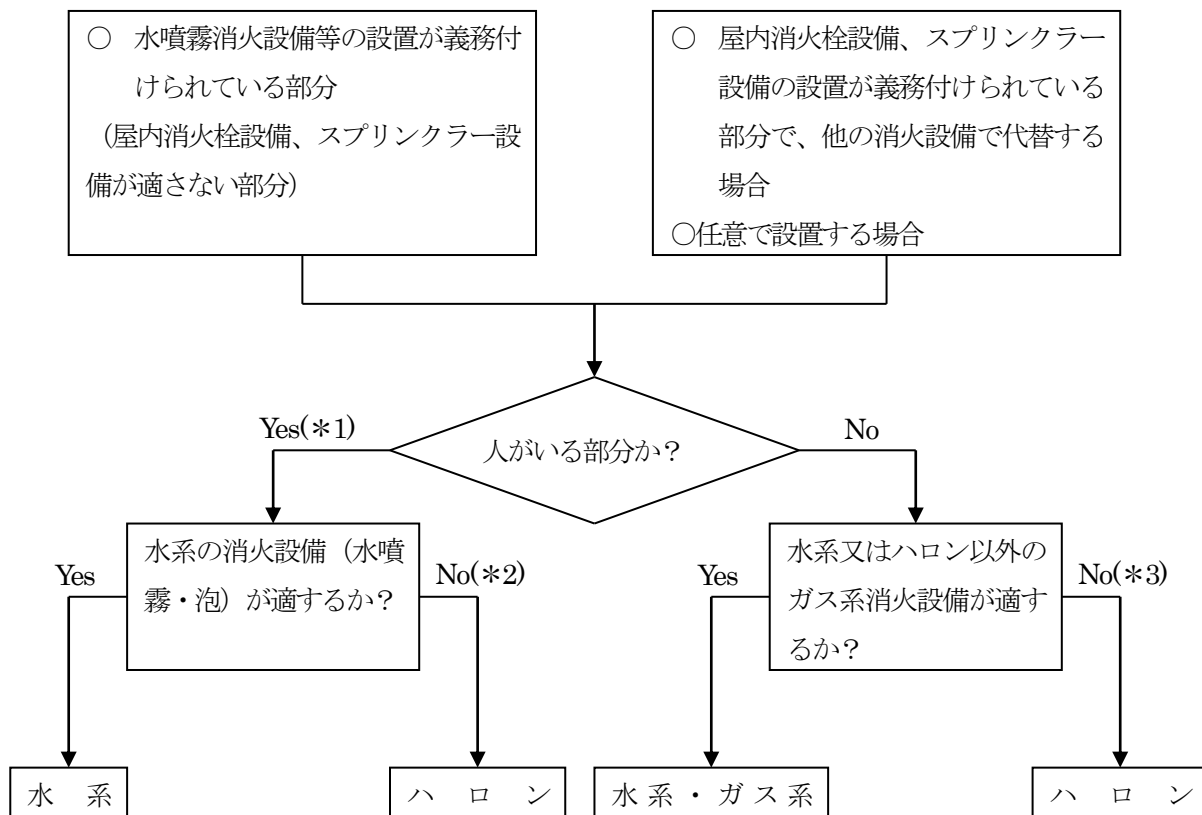 ○　水噴霧消火設備等の設置が義務付
けられている部分
（屋内消火栓設備、スプリンクラー設
備が適さない部分）
○　屋内消火栓設備、スプリンクラー
設備の設置が義務付けられている
部分で、他の消火設備で代替する
場合
○任意で設置する場合
Yes(＊1)
人がいる部分か？
No
水系の消火設備（水噴
霧・泡）が適するか？
Yes
No(＊2)
水系又はハロン以外の
ガス系消火設備が適す
るか？
Yes
No(＊3)
水　系
ハ　ロ　ン
水系・ガス系
ハ　ロ　ン